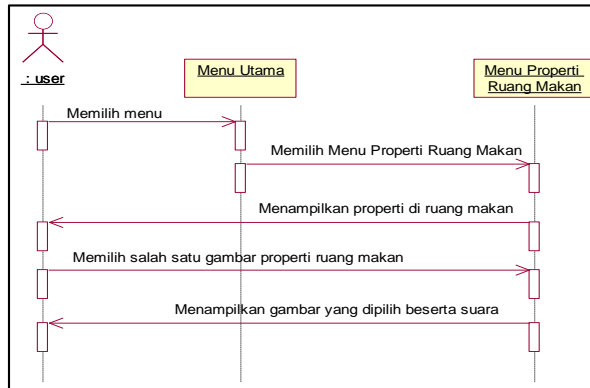 : user
Menu Utama
Menu Properti
Ruang Makan
Memilih menu
Memilih Menu Properti Ruang Makan
Menampilkan properti di ruang makan
Memilih salah satu gambar properti ruang makan
Menampilkan gambar yang dipilih beserta suara